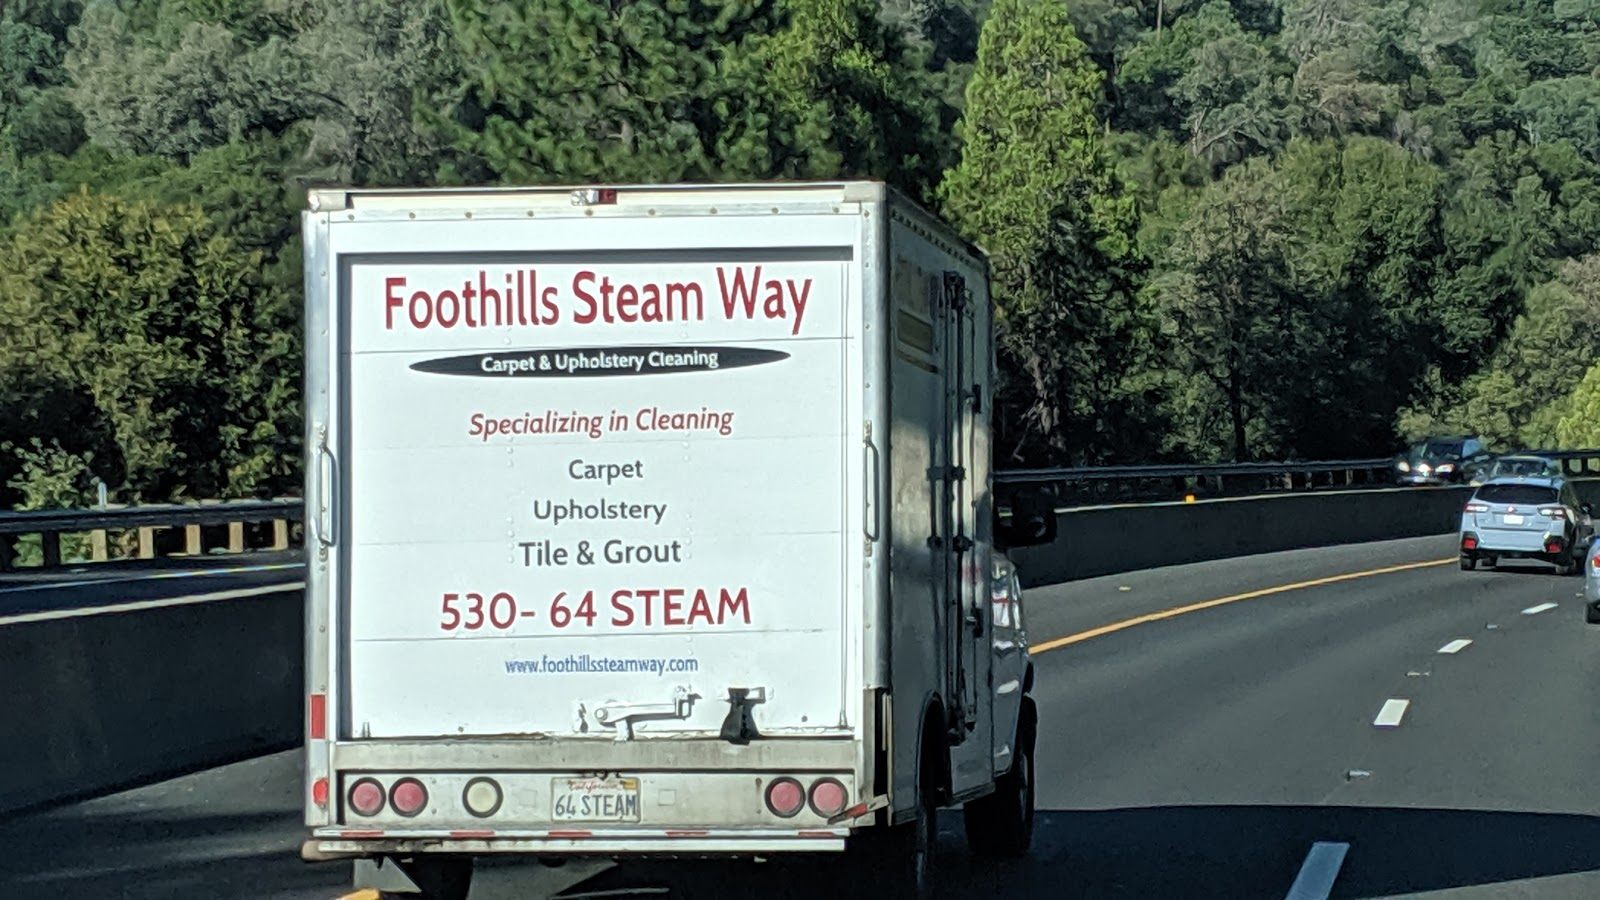 Foothills Steam Way
Carpet & Upholstery Cleaning
Specializing in Cleaning
Carpet
Upholstery
Tile & Grout
530- 64 STEAM
www.foothillssteamway.com
California
64 STEAM